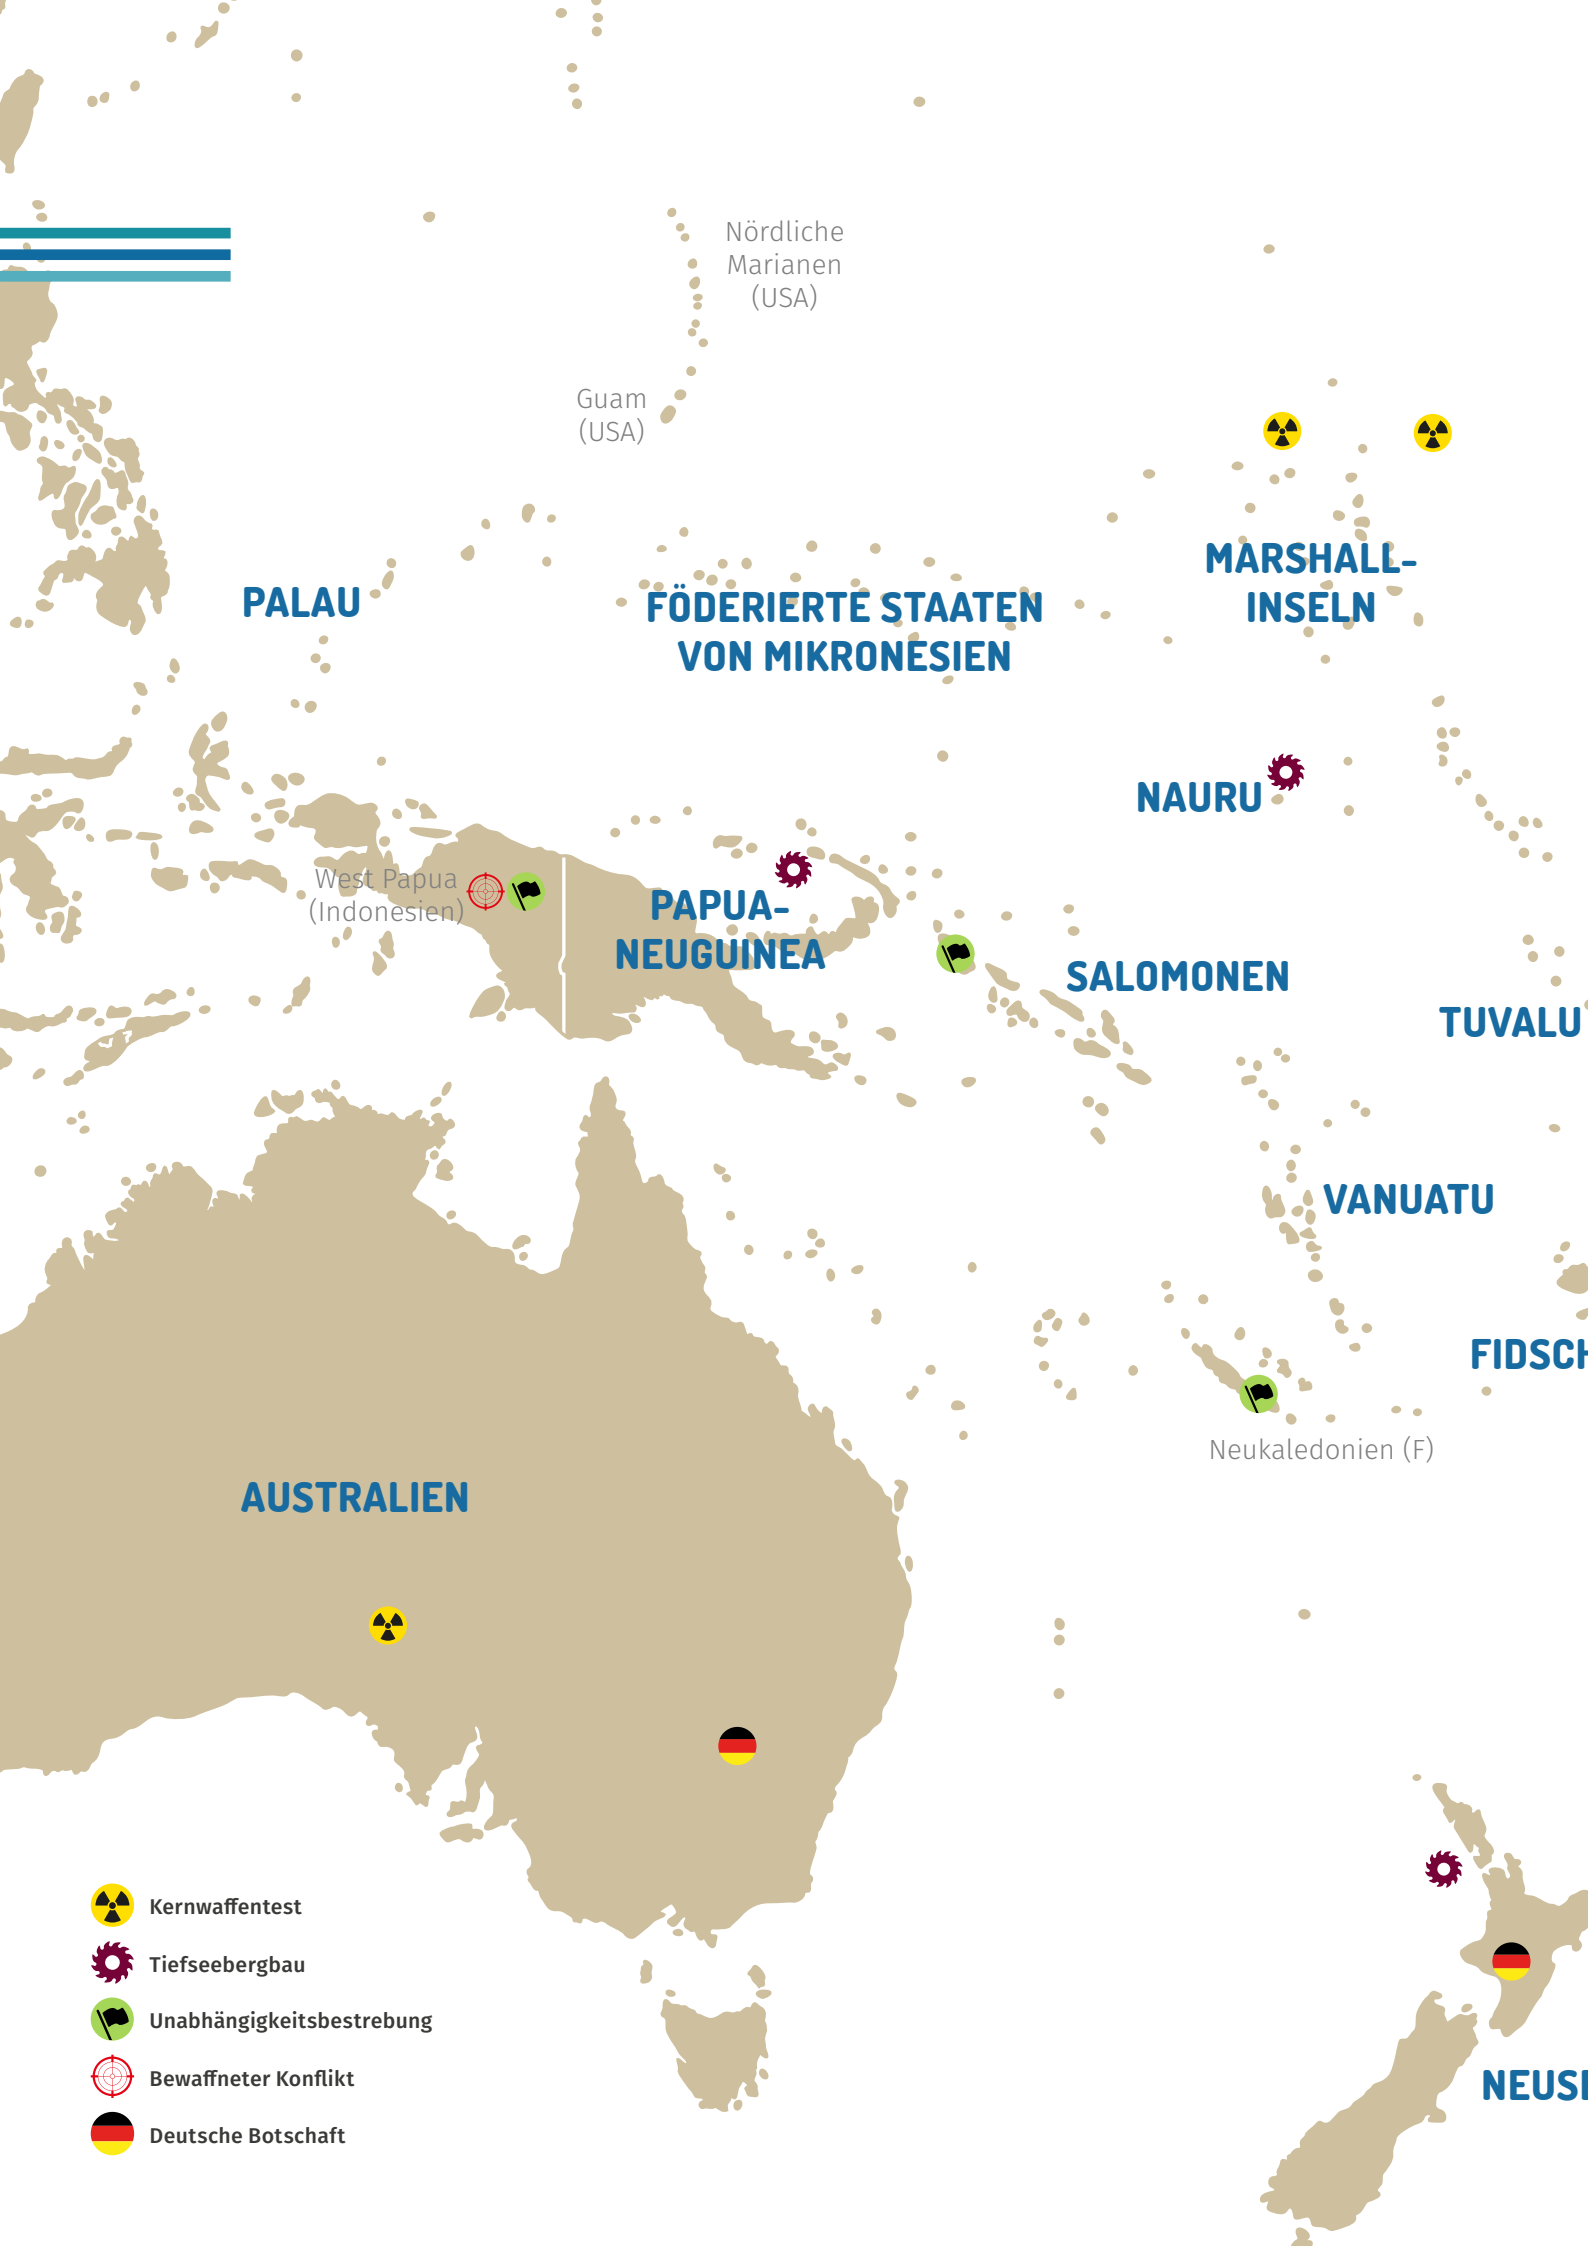 Nördliche
Marianen
(USA)
Guam
(USA)
MARSHALL-
INSELN
PALAU
FÖDERIERTE STAATEN
VON MIKRONESIEN
NAURU
West Papua
(Indonesien)
PAPUA-
NEUGUINEA
SALOMONEN
TUVALU
VANUATU
FIDSCH
Neukaledonien (F)
AUSTRALIEN
Kernwaffentest
Tiefseebergbau
Unabhängigkeitsbestrebung
Bewaffneter Konflikt
NEUS
Deutsche Botschaft